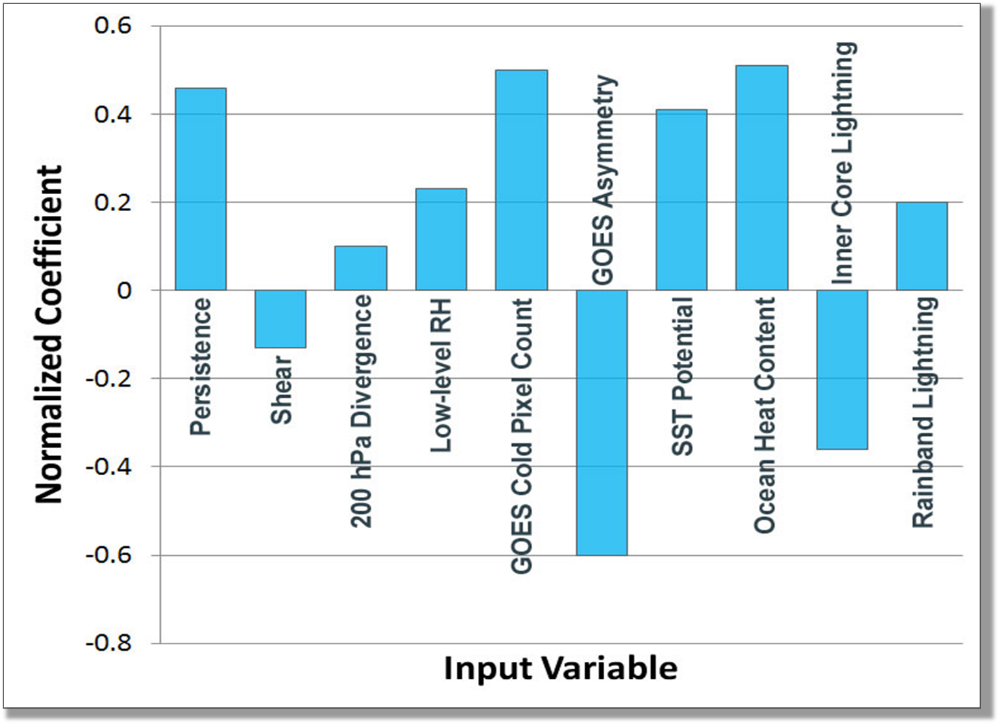 0.6
0.4
0.2
0
-0.2
-0.4
-0.6
-0.8
Normalized Coefficient
Persistence
Shear
200 hPa Divergence
Low-level RH
GOES Cold Pixel Count
GOES Asymmetry
SST Potential
Ocean Heat Content
Inner Core Lightning
Rainband Lightning
Input Variable